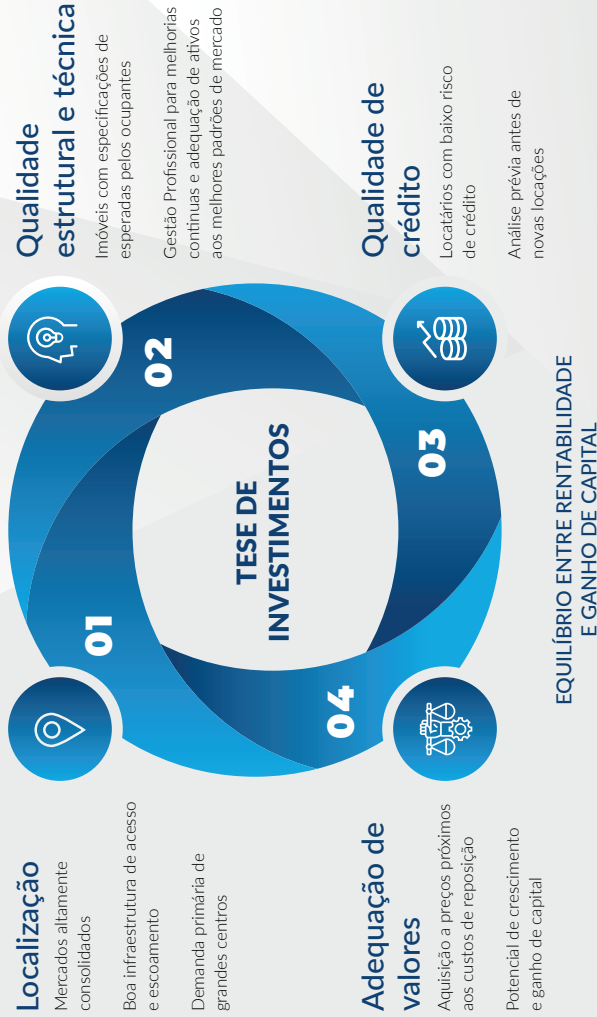 Localização
Mercados altamente
consolidados
Boa infraestrutura de acesso
e escoamento
Demanda primária de
grandes centros
01
Qualidade
estrutural e técnica
Imóveis com especificações de
esperadas pelos ocupantes
Gestão Profissional para melhorias
contínuas e adequação de ativos
aos melhores padrões de mercado
02
TESE DE
INVESTIMENTOS
Qualidade de
crédito
Locatários com baixo risco
de crédito
Análise prévia antes de
novas locações
03
Adequação de
valores
Aquisição a preços próximos
aos custos de reposição
Potencial de crescimento
e ganho de capital
04
EQUILÍBRIO ENTRE RENTABILIDADE
E GANHO DE CAPITAL